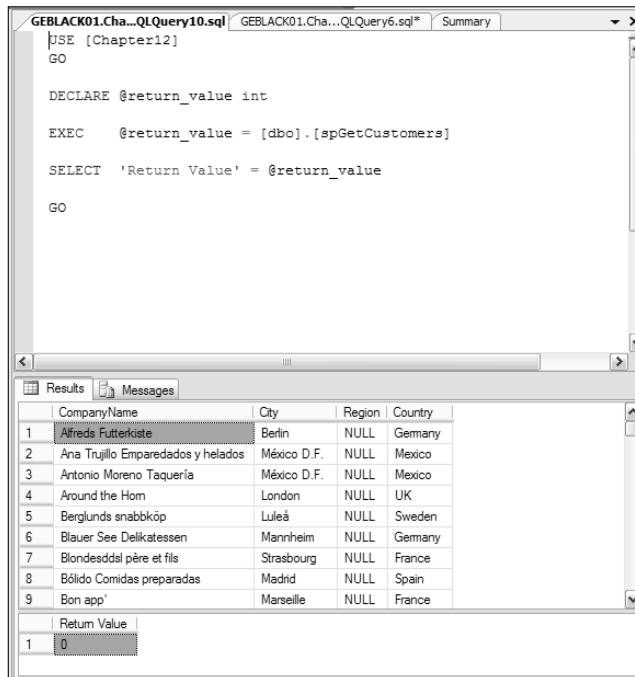 GEBLACK01.Cha...QLQuery10.sql GEBLACK01.Cha...QLQuery6.sql* Summary
USE [Chapter12]
GO
DECLARE @return_value int
EXEC @return_value = [dbo].[spGetCustomers]
SELECT 'Return Value' = @return_value
GO
Results Messages
CompanyName City Region Country
1 Alfreds Futterkiste Berlin NULL Germany
2 Ana Trujillo Emparedados y helados México D.F. NULL Mexico
3 Antonio Moreno Taquería México D.F. NULL Mexico
4 Around the Horn London NULL UK
5 Berglunds snabbköp Luleå NULL Sweden
6 Blauer See Delikatessen Mannheim NULL Germany
7 Blondesddsl père et fils Strasbourg NULL France
8 Bólido Comidas preparadas Madrid NULL Spain
9 Bon app' Marseille NULL France
Return Value
1 0